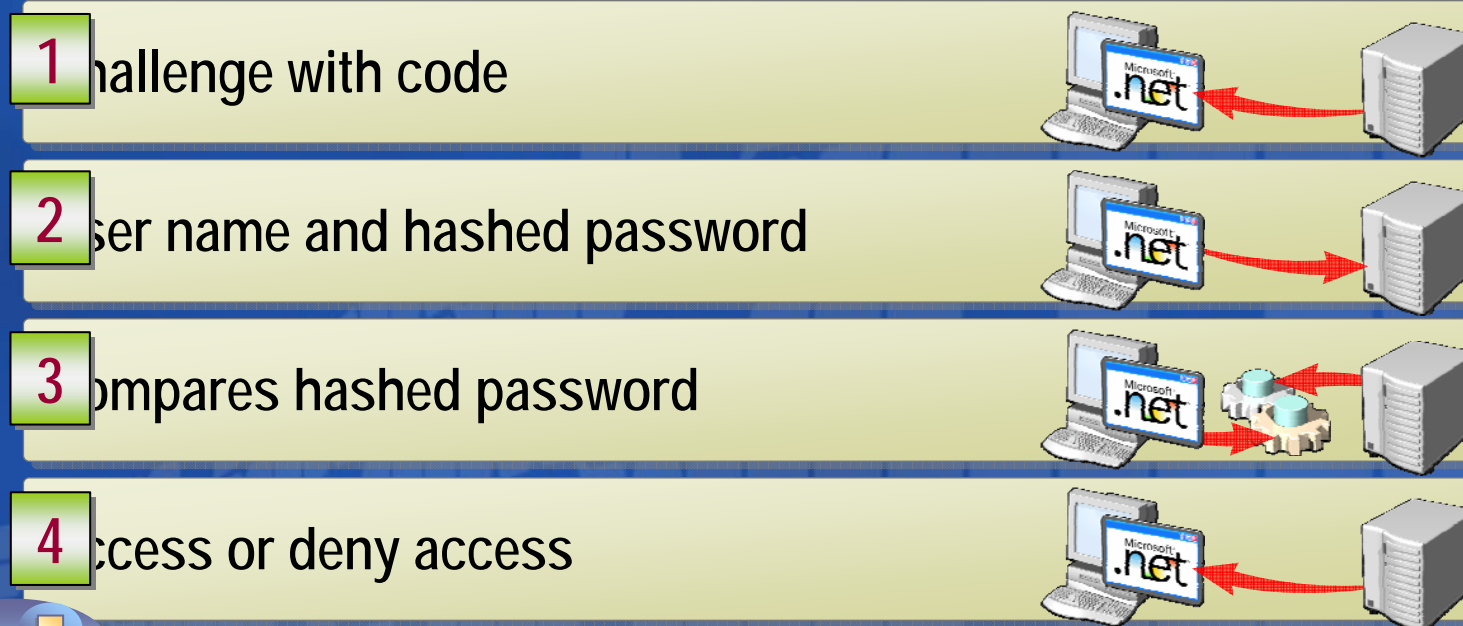 1 hallenge with code
Microsoft
.net
2 ser name and hashed password
Microsoft
.net
3 ompares hashed password
Microsoft
.net
4 ccess or deny access
Microsoft
.net